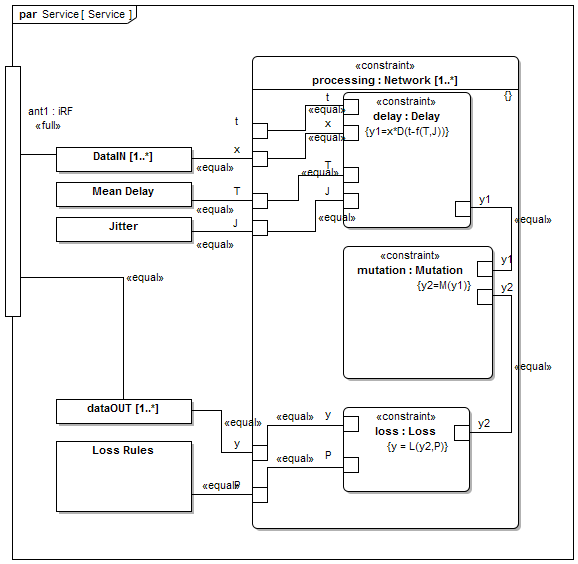 par Service [ Service ]
«constraint»
processing : Network [1..*]
{}
ant1 : iRF
«full»
t
t
«equal»
«constraint»
delay : Delay
{y1=x*D(t-f(T,J))}
x
«equal»
x
DataIN [1..*]
«equal»
T
«equal»
Mean Delay
T
«equal»
J
«equal»
y1
«equal»
Jitter
J
«equal»
«constraint»
mutation : Mutation
{y2=M(y1)}
y1
y2
«equal»
«equal»
dataOUT [1..*]
«equal»
«equal»
y
«constraint»
loss : Loss
{y = L(y2,P)}
y2
y
Loss Rules
«equal»
P
«equal»
P